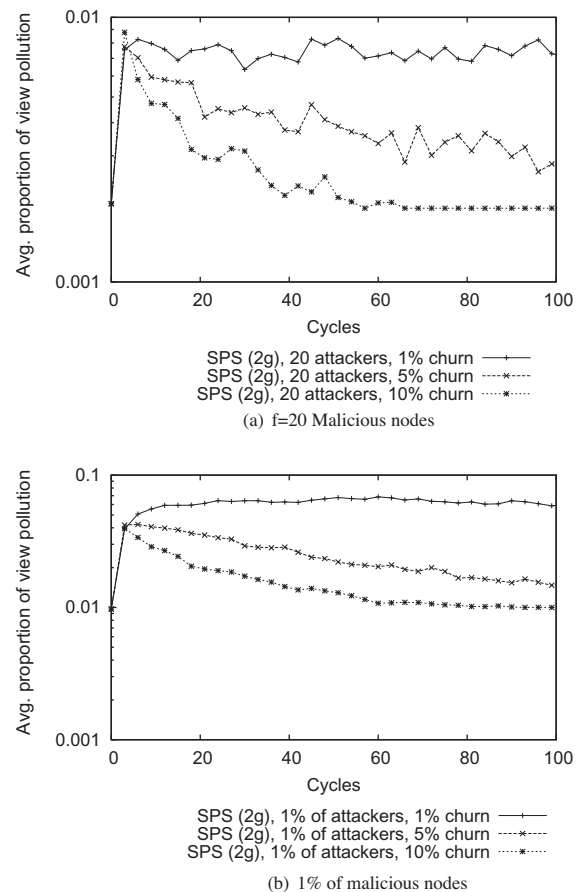 0.01
0.001
Avg. proportion of view pollution
0 20 40 60 80 100
Cycles
SPS (2g), 20 attackers, 1% churn
SPS (2g), 20 attackers, 5% churn
SPS (2g), 20 attackers, 10% churn
(a) f=20 Malicious nodes
0.1
0.01
0.001
Avg. proportion of view pollution
0 20 40 60 80 100
Cycles
SPS (2g), 1% of attackers, 1% churn
SPS (2g), 1% of attackers, 5% churn
SPS (2g), 1% of attackers, 10% churn
(b) 1% of malicious nodes